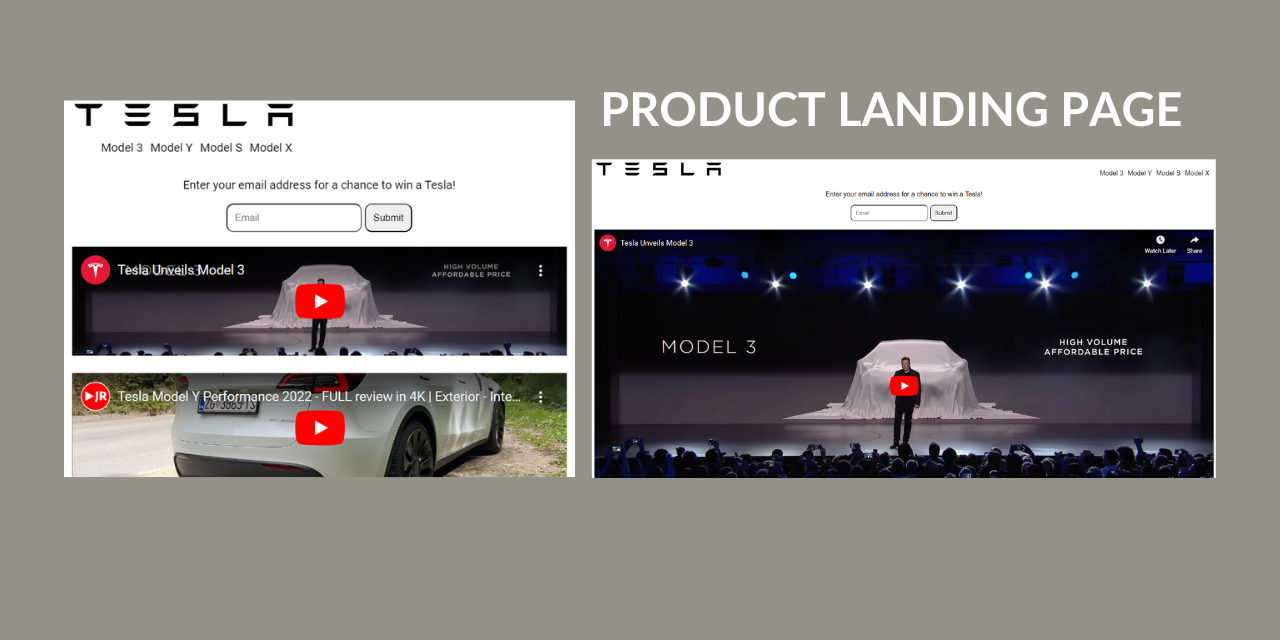 PRODUCT LANDING PAGE
TESLA
Model 3 Model Y Model S Model X
Enter your email address for a chance to win a Tesla!
Email Submit
Tesla Unveils Model 3
HIGH VOLUME
AFFORDABLE PRICE
JR Tesla Model Y Performance 2022 - FULL review in 4K | Exterior - Inte...
TESLA
Model 3 Model Y Model S Model X
Enter your email address for a chance to win a Tesla!
Email Submit
Tesla Unveils Model 3
Watch Later Share
MODEL 3
HIGH VOLUME
AFFORDABLE PRICE